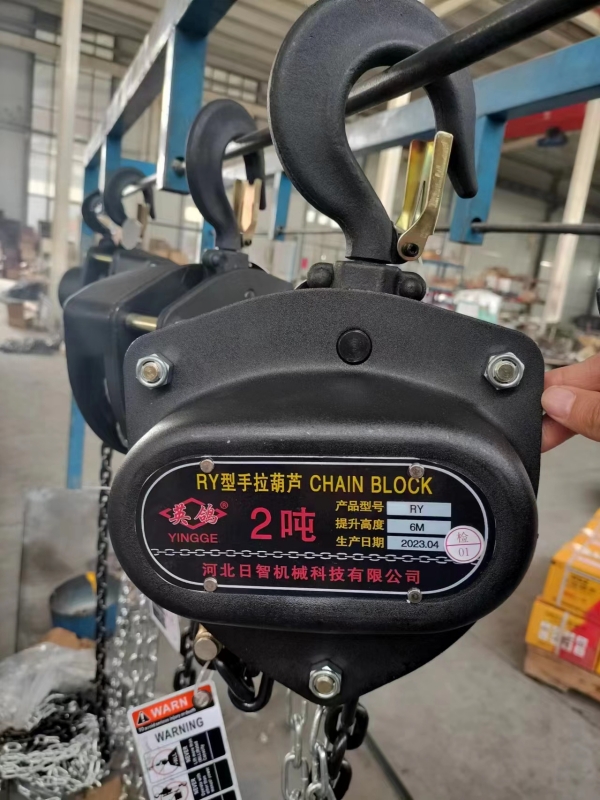 RY型手拉葫芦 CHAIN BLOCK
英鸽
YINGGE
2吨
产品型号 RY
提升高度 6M
生产日期 2023.04
检
01
河北日智机械科技有限公司
WARN
WARNING